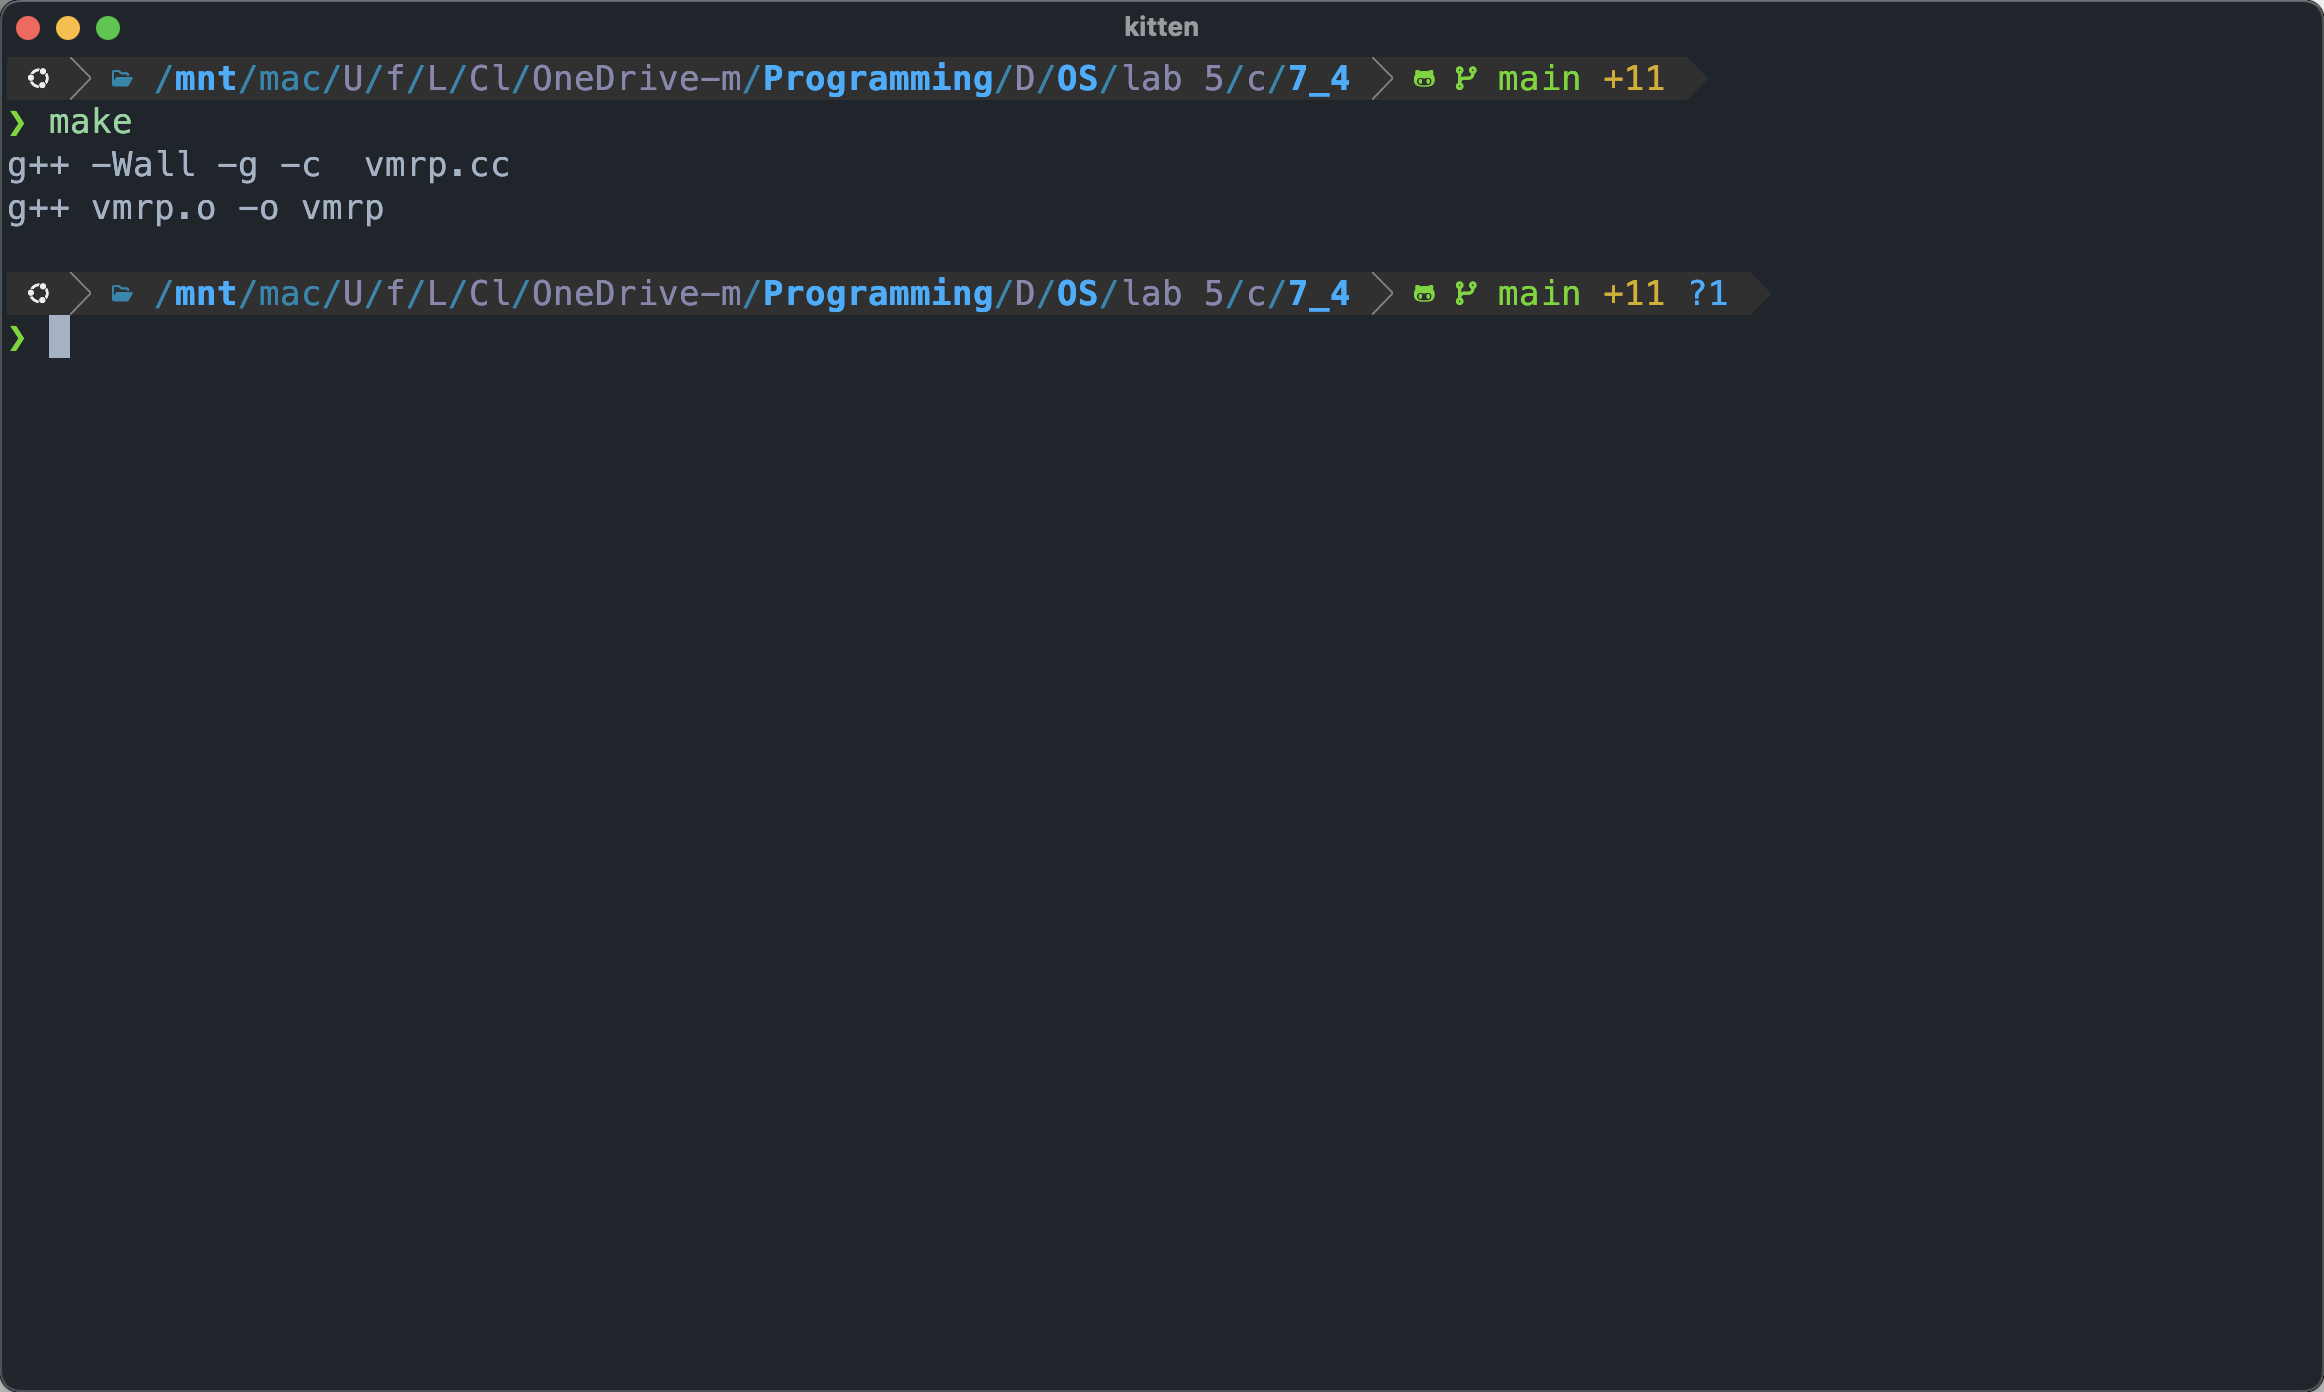 kitten
/mnt/mac/U/f/L/Cl/OneDrive-m/Programming/D/OS/lab 5/c/7_4 main +11
❯ make
g++ -Wall -g -c  vmrp.cc
g++ vmrp.o -o vmrp
/mnt/mac/U/f/L/Cl/OneDrive-m/Programming/D/OS/lab 5/c/7_4 main +11 ?1
❯